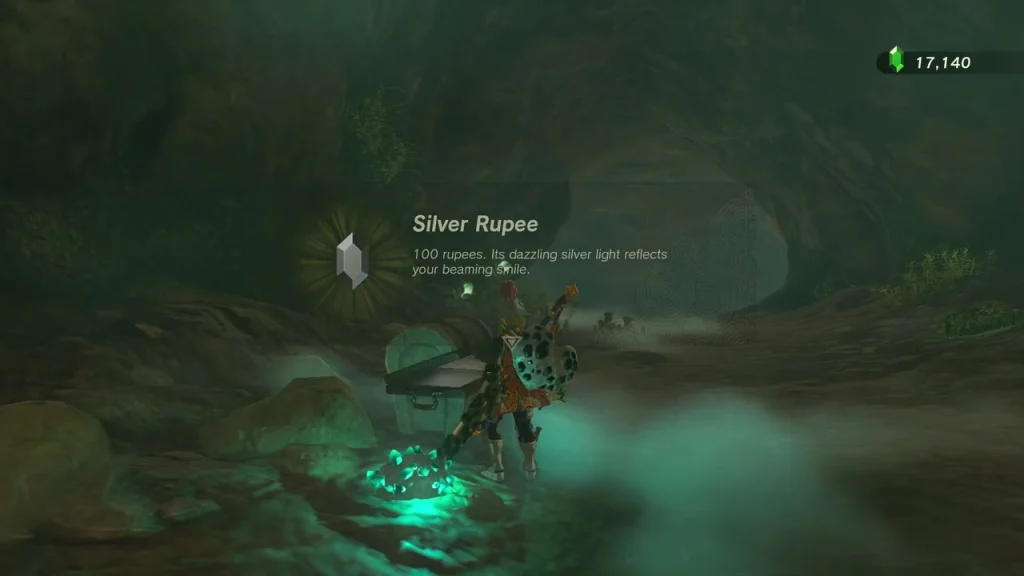 17,140
Silver Rupee
100 rupees. Its dazzling silver light reflects
your beaming smile.